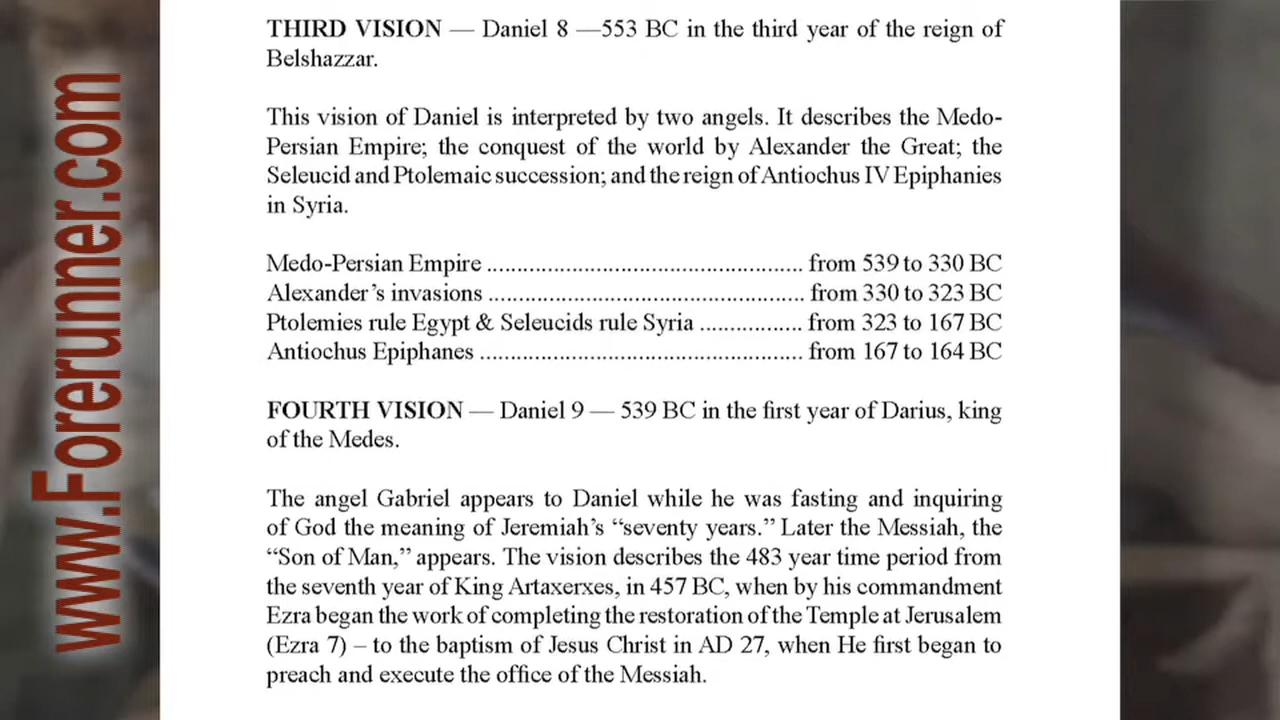 www.Forerunner.com
THIRD VISION — Daniel 8 —553 BC in the third year of the reign of
Belshazzar.
This vision of Daniel is interpreted by two angels. It describes the Medo-
Persian Empire; the conquest of the world by Alexander the Great; the
Seleucid and Ptolemaic succession; and the reign of Antiochus IV Epiphanies
in Syria.
Medo-Persian Empire ............................................ from 539 to 330 BC
Alexander’s invasions ............................................ from 330 to 323 BC
Ptolemies rule Egypt & Seleucids rule Syria .............. from 323 to 167 BC
Antiochus Epiphanes ............................................. from 167 to 164 BC
FOURTH VISION — Daniel 9 — 539 BC in the first year of Darius, king
of the Medes.
The angel Gabriel appears to Daniel while he was fasting and inquiring
of God the meaning of Jeremiah’s “seventy years.” Later the Messiah, the
“Son of Man,” appears. The vision describes the 483 year time period from
the seventh year of King Artaxerxes, in 457 BC, when by his commandment
Ezra began the work of completing the restoration of the Temple at Jerusalem
(Ezra 7) – to the baptism of Jesus Christ in AD 27, when He first began to
preach and execute the office of the Messiah.